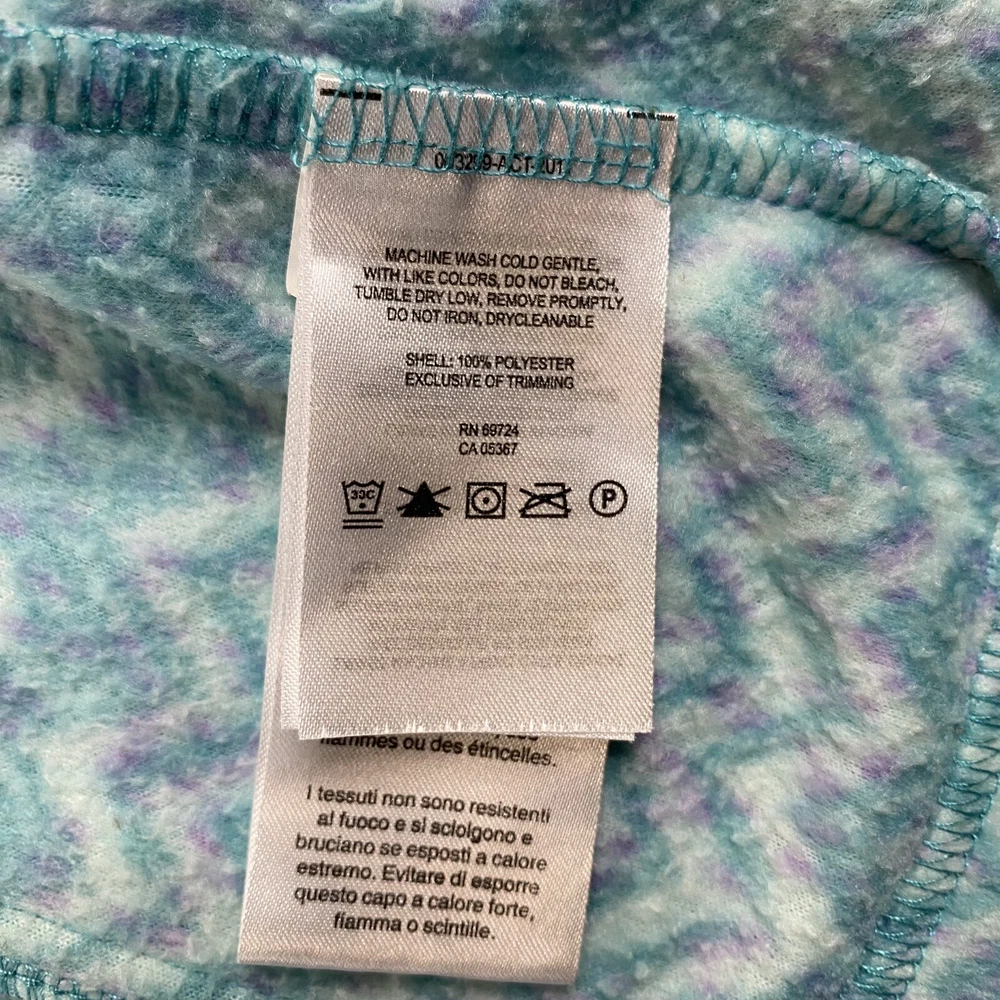 MACHINE WASH COLD GENTLE,
WITH LIKE COLORS, DO NOT BLEACH,
TUMBLE DRY LOW, REMOVE PROMPTLY,
DO NOT IRON, DRYCLEANABLE
SHELL: 100% POLYESTER
EXCLUSIVE OF TRIMMING
RN 69724
CA 05367
30C
P
flammes ou des étincelles.
I tessuti non sono resistenti
al fuoco e si sciolgono e
bruciano se esposti a calore
estremo. Evitare di esporre
questo capo a calore forte,
fiamma o scintille.